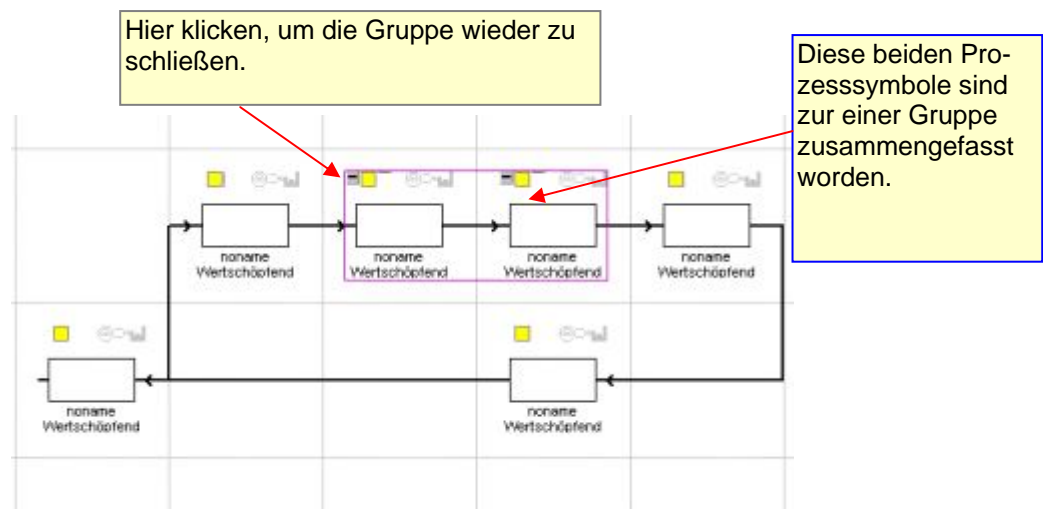 Hier klicken, um die Gruppe wieder zu
schließen.
Diese beiden Pro-
zesssymbole sind
zur einer Gruppe
zusammengefasst
worden.
noname
Wertschöpfend
noname
Wertschöpfend
noname
Wertschöpfend
noname
Wertschöpfend
noname
Wertschöpfend
noname
Wertschöpfend